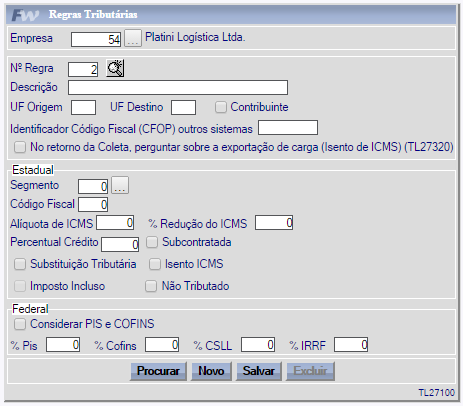 FW Regras Tributárias
Empresa 54 ... Platini Logística Ltda.
Nº Regra 2
Descrição
UF Origem UF Destino Contribuinte
Identificador Código Fiscal (CFOP) outros sistemas
No retorno da Coleta, perguntar sobre a exportação de carga (Isento de ICMS) (TL27320)
Estadual
Segmento 0 ...
Código Fiscal 0
Alíquota de ICMS 0 % Redução do ICMS 0
Percentual Crédito 0 Subcontratada
Substituição Tributária Isento ICMS
Imposto Incluso Não Tributado
Federal
Considerar PIS e COFINS
% Pis 0 % Cofins 0 % CSLL 0 % IRRF 0
Procurar Novo Salvar Excluir
TL27100